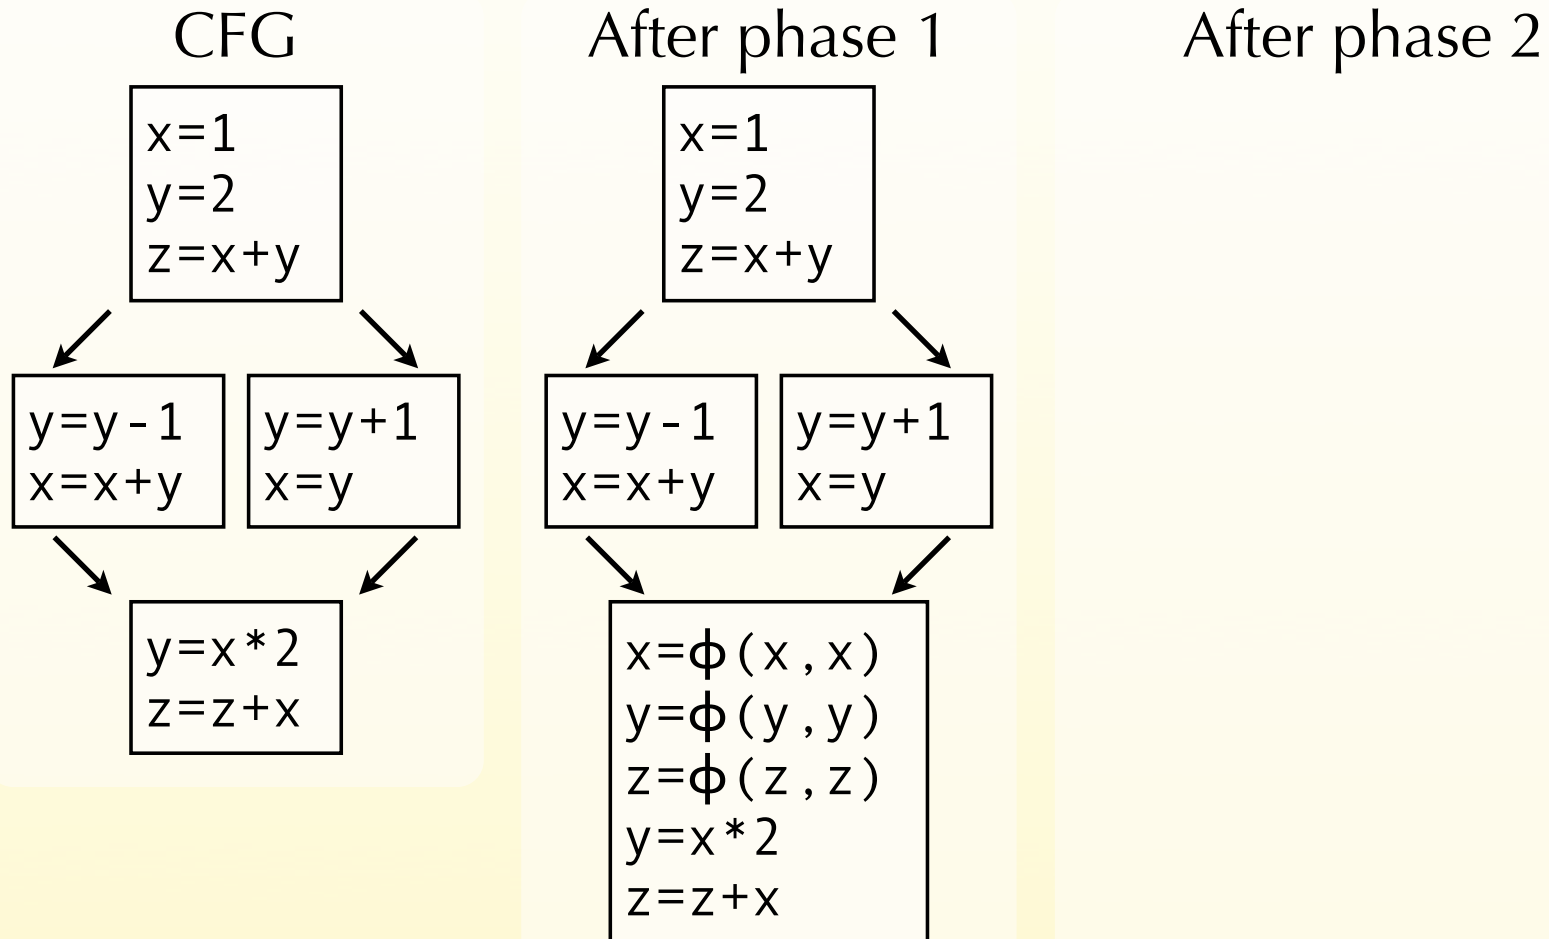 CFG
x=1
y=2
z=x+y
y=y-1
x=x+y
y=y+1
x=y
y=x*2
z=z+x
After phase 1
x=1
y=2
z=x+y
y=y-1
x=x+y
y=y+1
x=y
x=ϕ(x,x)
y=ϕ(y,y)
z=ϕ(z,z)
y=x*2
z=z+x
After phase 2